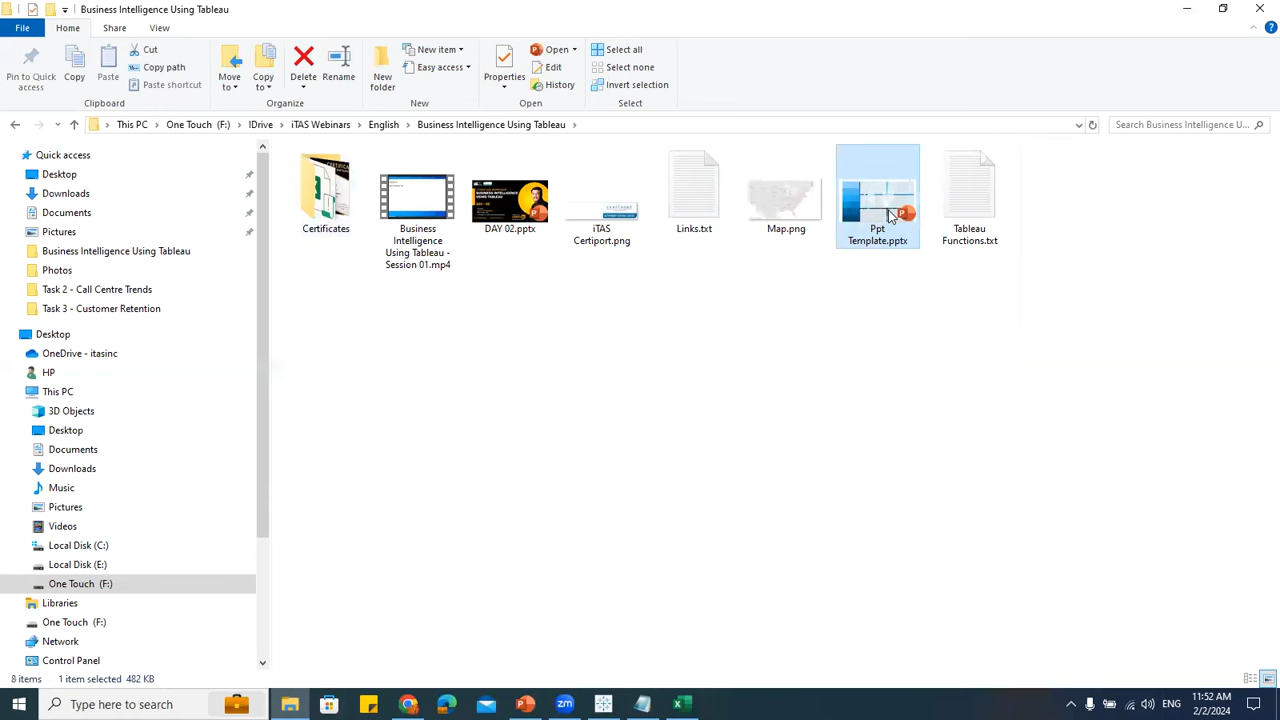 Business Intelligence Using Tableau
File
Home
Share
View
Pin to Quick access
Copy
Paste
Cut
Copy path
Paste shortcut
Clipboard
Move to
Copy to
Delete
Rename
Organize
New folder
New item
Easy access
New
Properties
Open
Edit
History
Open
Select all
Select none
Invert selection
Select
This PC > One Touch (F:) > IDrive > iTAS Webinars > English > Business Intelligence Using Tableau >
Search Business Intelligence U...
Quick access
Desktop
Downloads
Documents
Pictures
Business Intelligence Using Tableau
Photos
Task 2 - Call Centre Trends
Task 3 - Customer Retention
Desktop
OneDrive - itasinc
HP
This PC
3D Objects
Desktop
Documents
Downloads
Music
Pictures
Videos
Local Disk (C:)
Local Disk (E:)
One Touch (F:)
Libraries
One Touch (F:)
Network
Control Panel
Certificates
Business
Intelligence
Using Tableau -
Session 01.mp4
BUSINESS INTELLIGENCE
USING TABLEAU
DAY 02.pptx
iTAS
Certiport.png
Links.txt
Map.png
Ppt
Template.pptx
Tableau
Functions.txt
8 items
1 item selected 482 KB
Type here to search
zm
ENG
11:52 AM
2/2/2024